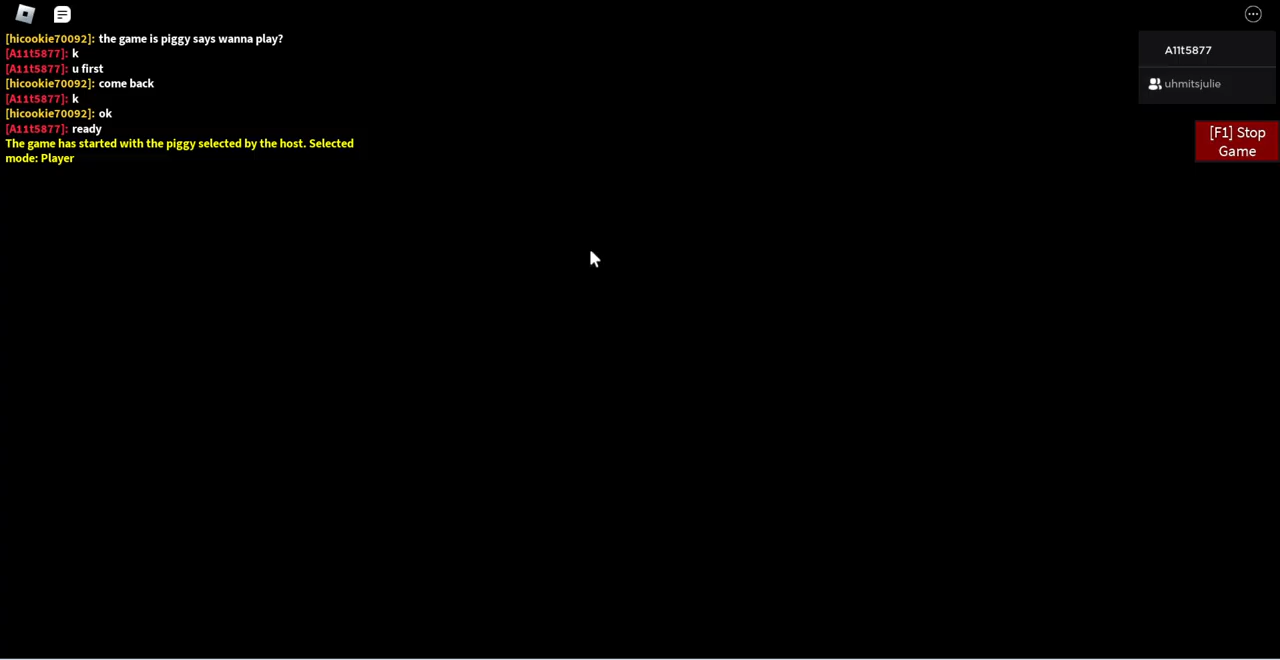 [hicookie70092]: the game is piggy says wanna play?
[A11t5877]: k
[A11t5877]: u first
[hicookie70092]: come back
[A11t5877]: k
[hicookie70092]: ok
[A11t5877]: ready
The game has started with the piggy selected by the host. Selected
mode: Player
A11t5877
uhmitsjulie
[F1] Stop
Game